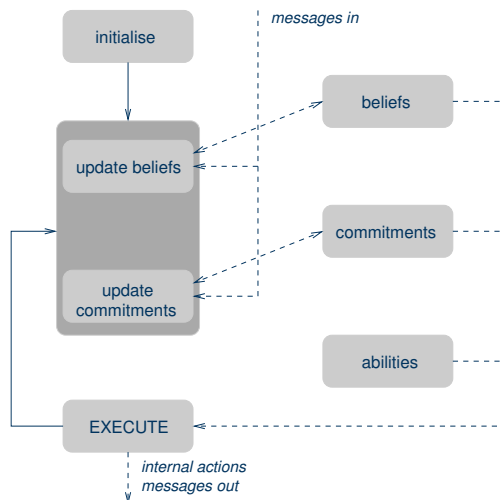 initialise
messages in
beliefs
update beliefs
commitments
update
commitments
abilities
EXECUTE
internal actions
messages out